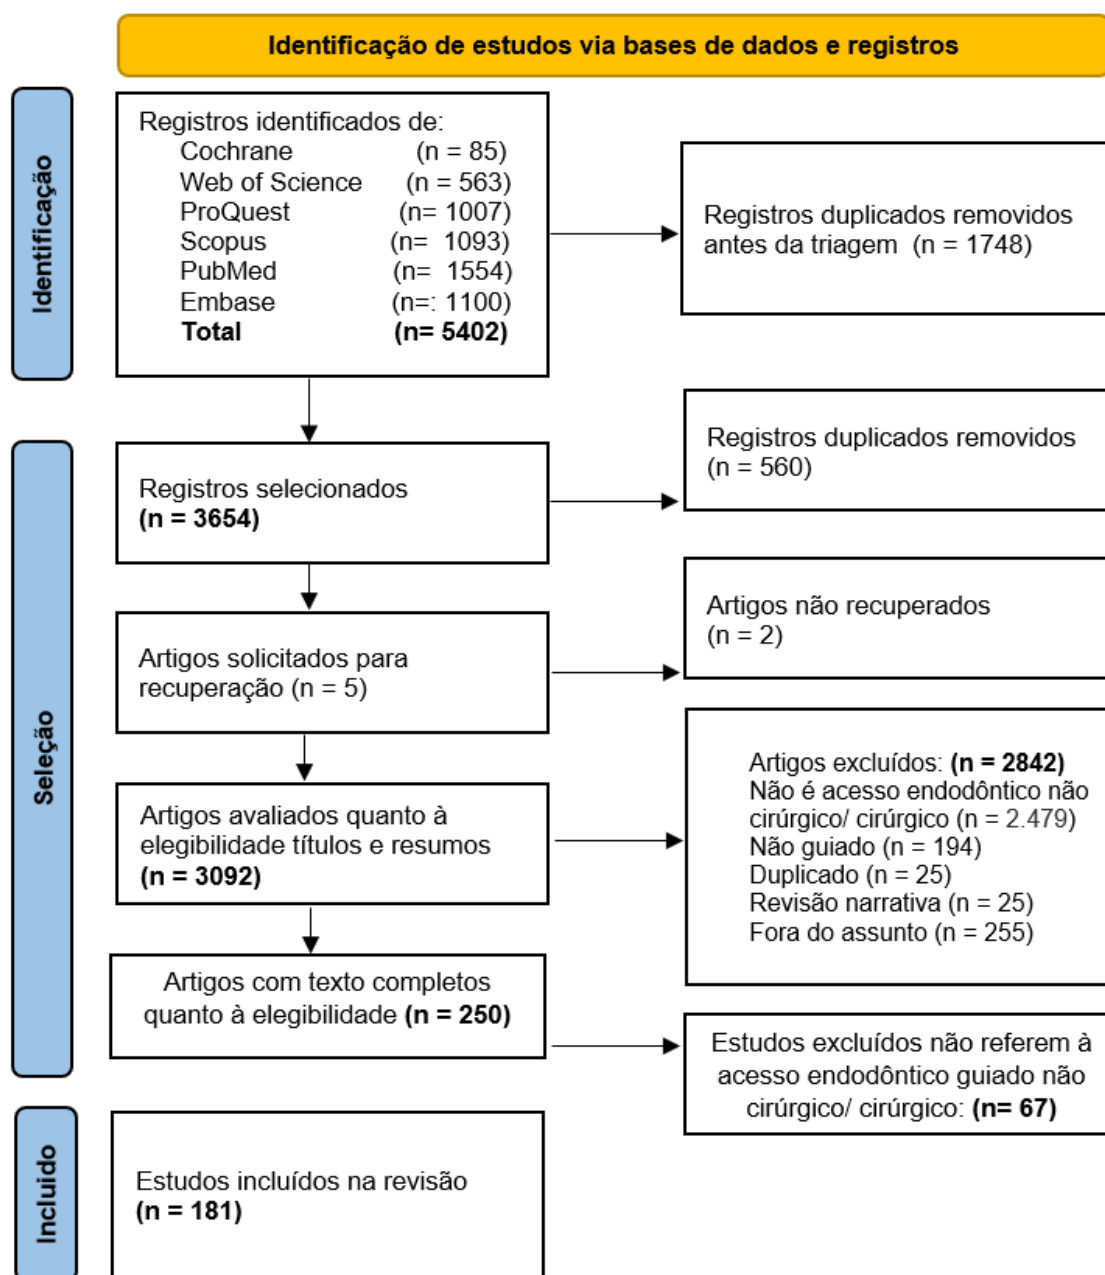 Identificação de estudos via bases de dados e registros
Identificação
Registros identificados de:
Cochrane (n = 85)
Web of Science (n = 563)
ProQuest (n= 1007)
Scopus (n= 1093)
PubMed (n= 1554)
Embase (n=: 1100)
Total (n= 5402)
Registros duplicados removidos
antes da triagem (n = 1748)
Seleção
Registros selecionados
(n = 3654)
Registros duplicados removidos
(n = 560)
Artigos solicitados para
recuperação (n = 5)
Artigos não recuperados
(n = 2)
Artigos avaliados quanto à
elegibilidade títulos e resumos
(n = 3092)
Artigos excluídos: (n = 2842)
Não é acesso endodôntico não
cirúrgico/ cirúrgico (n = 2.479)
Não guiado (n = 194)
Duplicado (n = 25)
Revisão narrativa (n = 25)
Fora do assunto (n = 255)
Artigos com texto completos
quanto à elegibilidade (n = 250)
Estudos excluídos não referem à
acesso endodôntico guiado não
cirúrgico/ cirúrgico: (n= 67)
Incluido
Estudos incluídos na revisão
(n = 181)